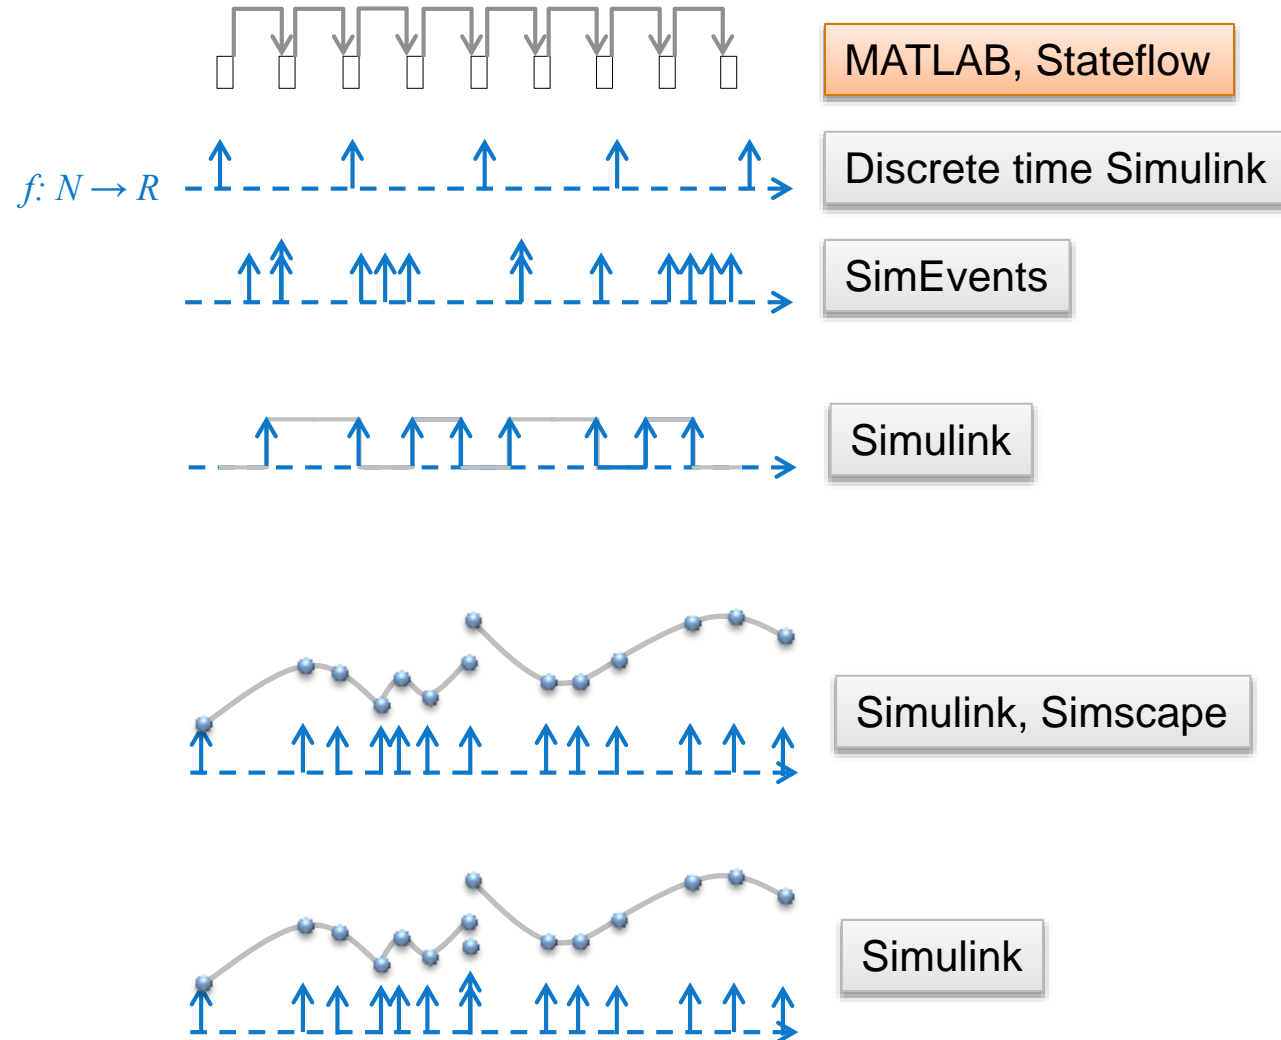 MATLAB, Stateflow
f: N → R
Discrete time Simulink
SimEvents
Simulink
Simulink, Simscape
Simulink